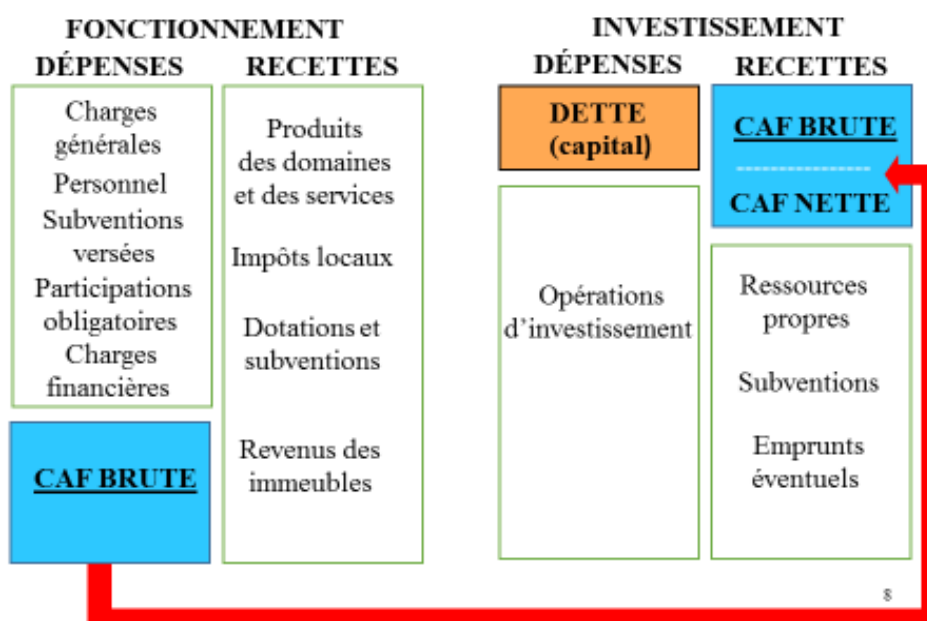 FONCTIONNEMENT
DÉPENSES
RECETTES
Charges
générales
Personnel
Subventions
versées
Participations
obligatoires
Charges
financières
CAF BRUTE
Produits
des domaines
et des services
Impôts locaux
Dotations et
subventions
Revenus des
immeubles
INVESTISSEMENT
DÉPENSES
RECETTES
DETTE
(capital)
Opérations
d’investissement
CAF BRUTE
CAF NETTE
Ressources
propres
Subventions
Emprunts
éventuels
8